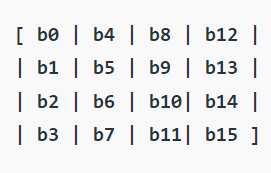 [ b0 | b4 | b8 | b12 |
| b1 | b5 | b9 | b13 |
| b2 | b6 | b10| b14 |
| b3 | b7 | b11| b15 ]